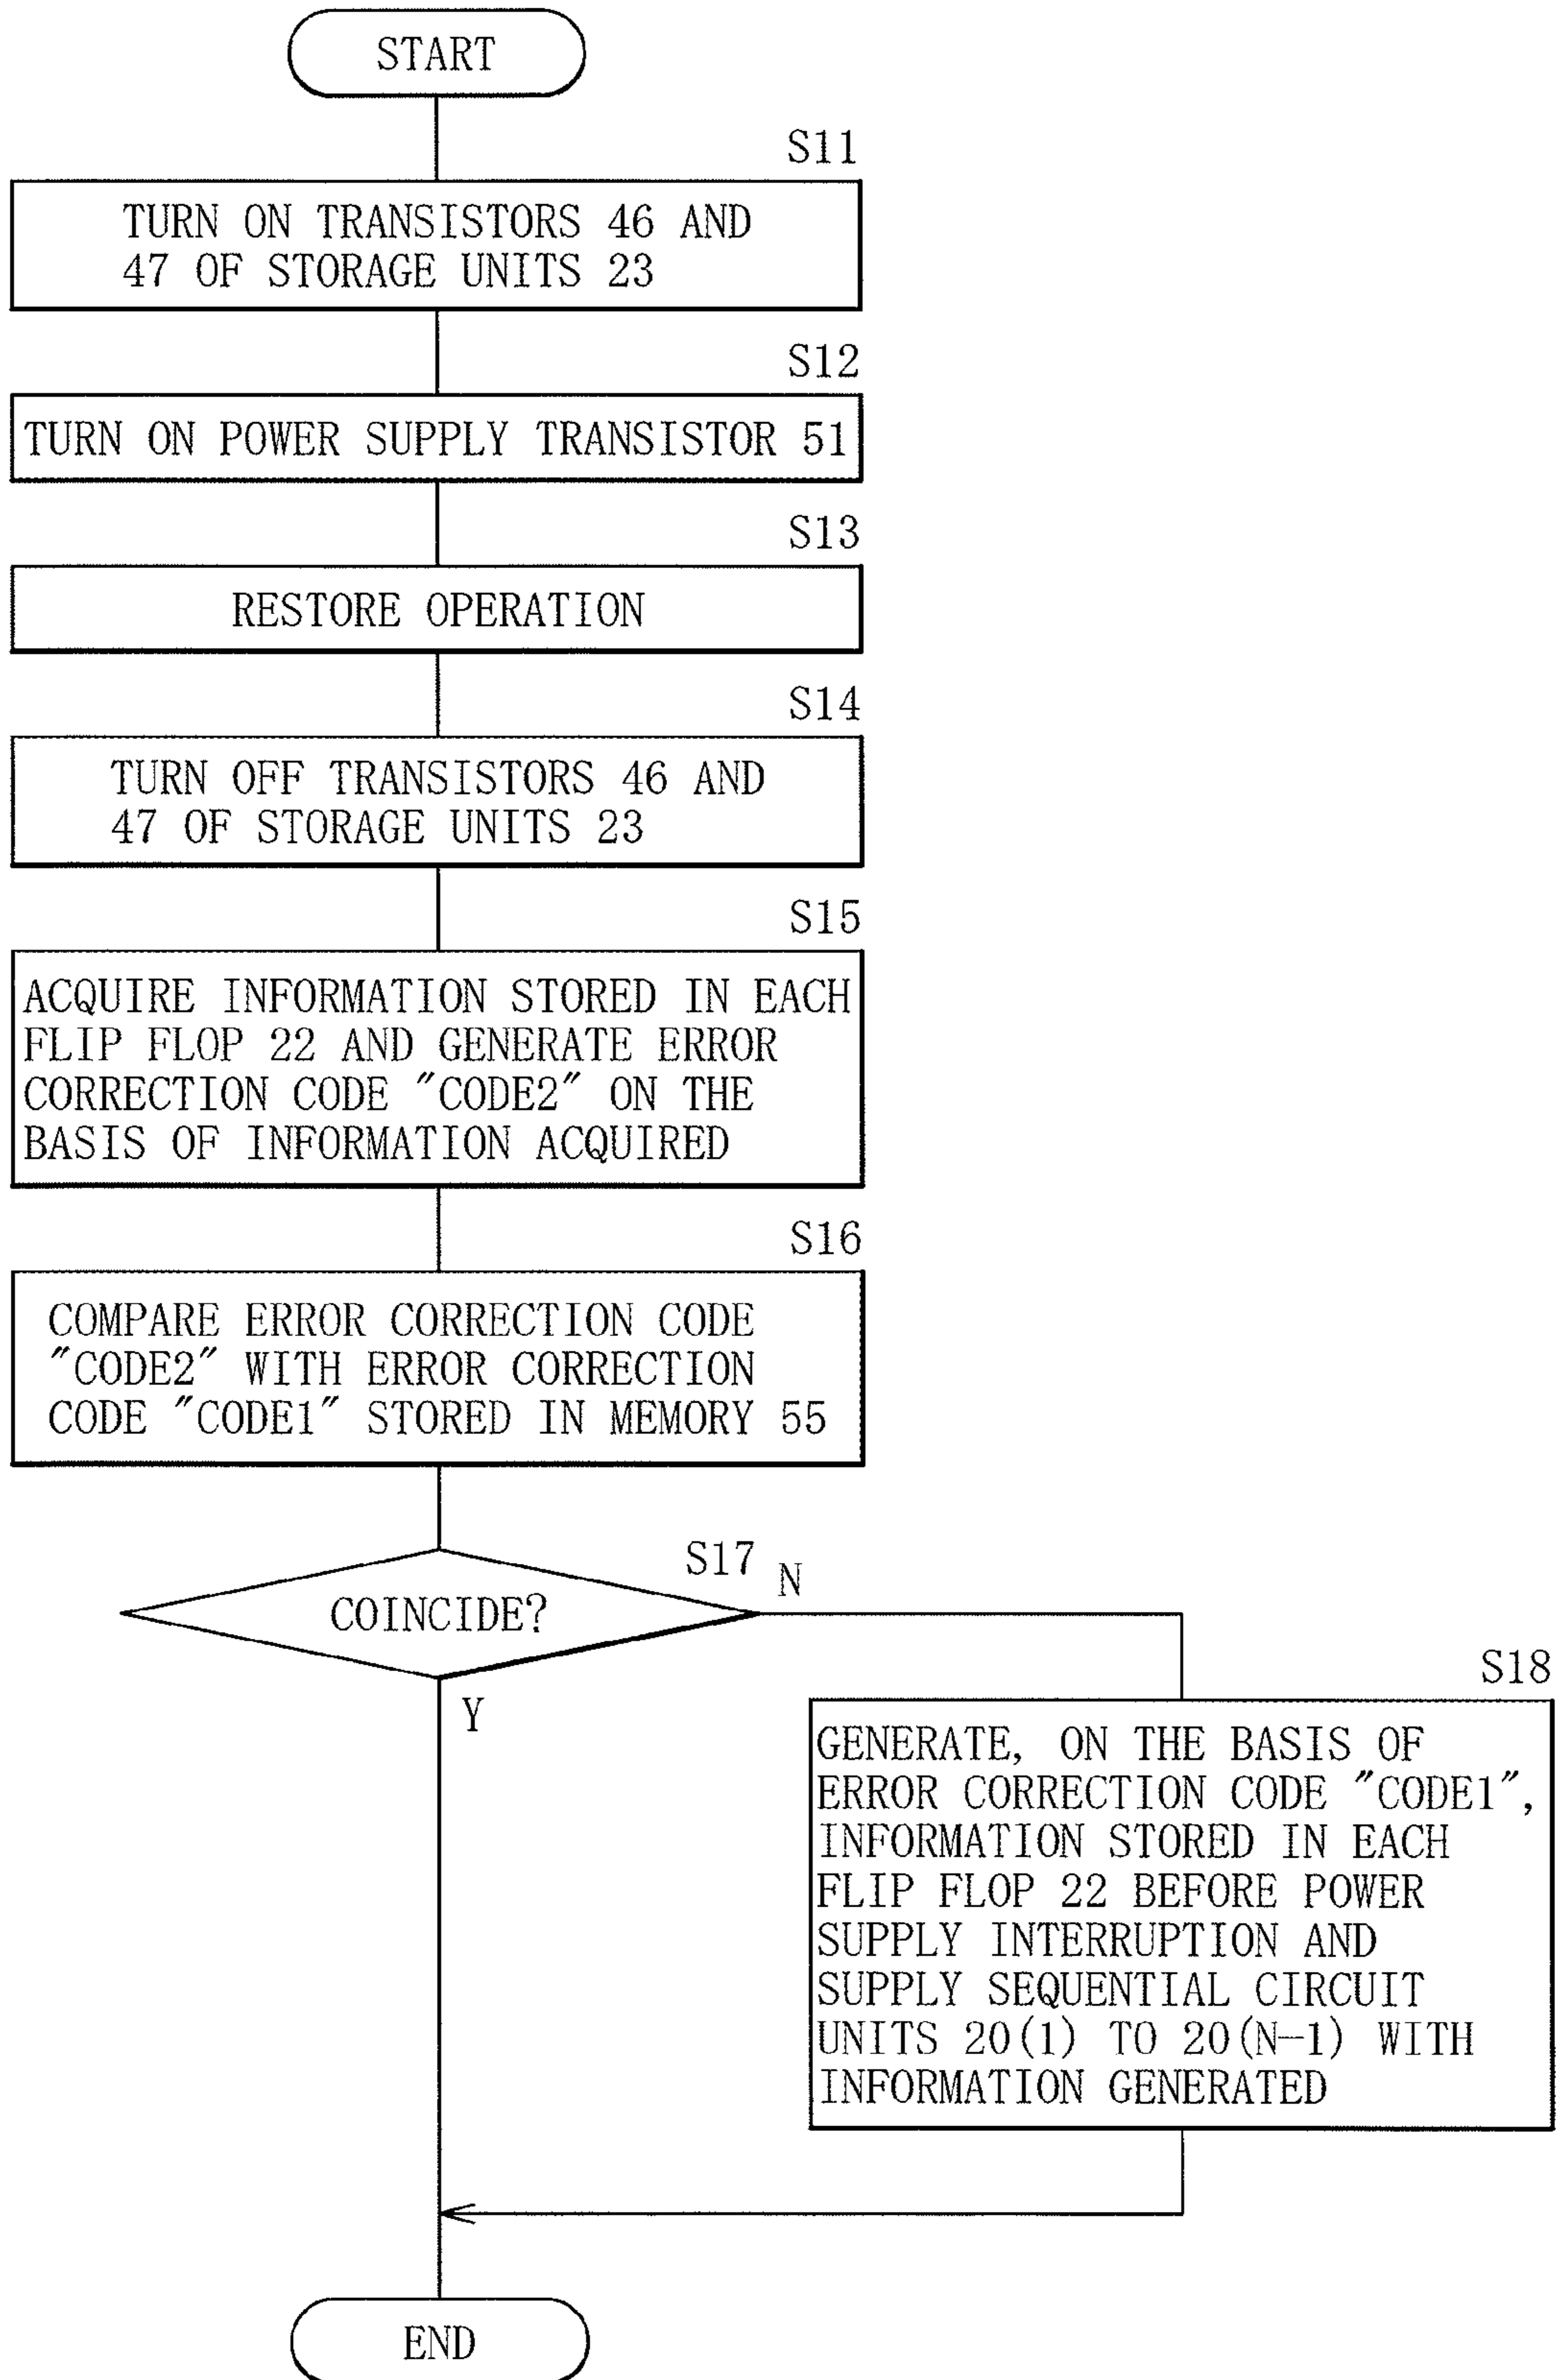 START
S11
TURN ON TRANSISTORS 46 AND
47 OF STORAGE UNITS 23
S12
TURN ON POWER SUPPLY TRANSISTOR 51
S13
RESTORE OPERATION
S14
TURN OFF TRANSISTORS 46 AND
47 OF STORAGE UNITS 23
S15
ACQUIRE INFORMATION STORED IN EACH
FLIP FLOP 22 AND GENERATE ERROR
CORRECTION CODE "CODE2" ON THE
BASIS OF INFORMATION ACQUIRED
S16
COMPARE ERROR CORRECTION CODE
"CODE2" WITH ERROR CORRECTION
CODE "CODE1" STORED IN MEMORY 55
S17
N
COINCIDE?
Y
S18
GENERATE, ON THE BASIS OF
ERROR CORRECTION CODE "CODE1",
INFORMATION STORED IN EACH
FLIP FLOP 22 BEFORE POWER
SUPPLY INTERRUPTION AND
SUPPLY SEQUENTIAL CIRCUIT
UNITS 20(1) TO 20(N-1) WITH
INFORMATION GENERATED
END